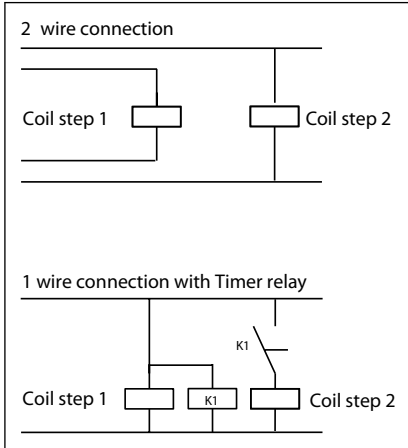 2 wire connection
Coil step 1
Coil step 2
1 wire connection with Timer relay
K1
Coil step 1
K1
Coil step 2